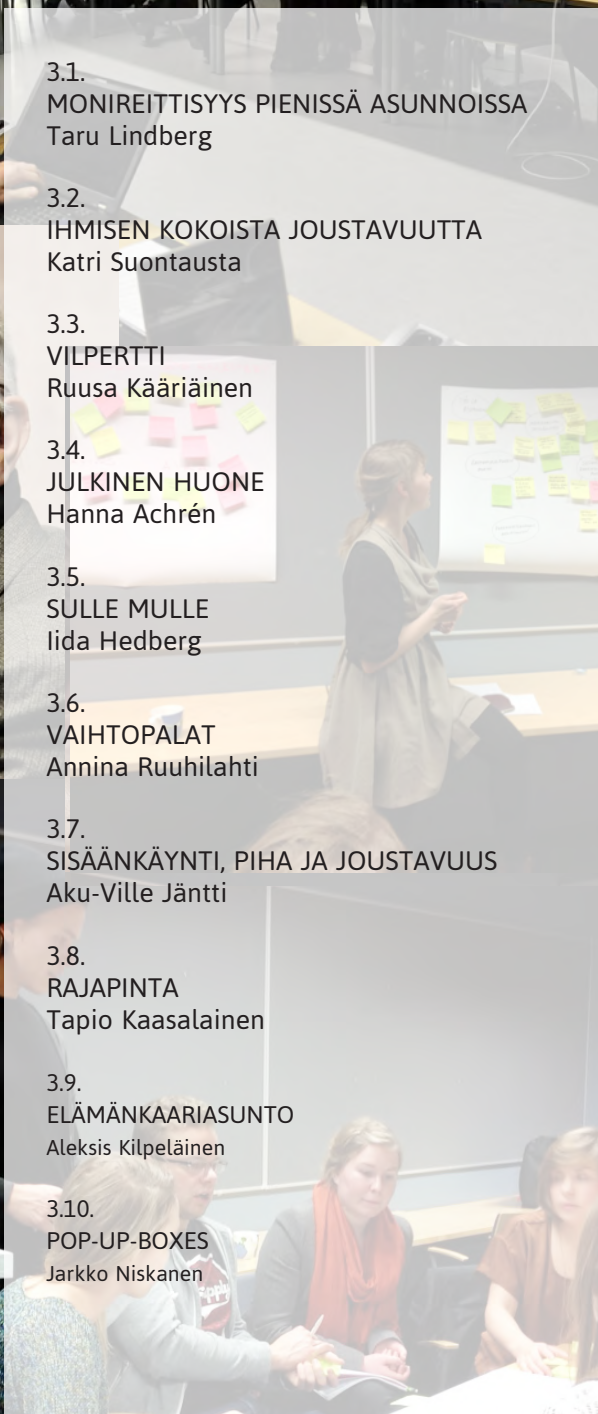 3.1.
MONIREITTISYYS PIENISSÄ ASUNNOISSA
Taru Lindberg
3.2.
IHMISEN KOKOISTA JOUSTAVUUTTA
Katri Suontausta
3.3.
VILPERTTI
Ruusa Kääriäinen
3.4.
JULKINEN HUONE
Hanna Achrén
3.5.
SULLE MULLE
Iida Hedberg
3.6.
VAIHTOPALAT
Annina Ruuhilahti
3.7.
SISÄÄNKÄYNTI, PIHA JA JOUSTAVUUS
Aku-Ville Jäntti
3.8.
RAJAPINTA
Tapio Kaasalainen
3.9.
ELÄMÄNKAARIASUNTO
Aleksis Kilpeläinen
3.10.
POP-UP-BOXES
Jarkko Niskanen